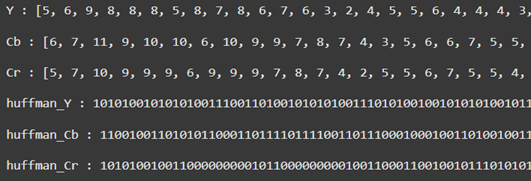 Y : [5, 6, 9, 8, 8, 8, 5, 8, 7, 8, 6, 7, 6, 3, 2, 4, 5, 5, 6, 4, 4, 4, 3,
Cb : [6, 7, 11, 9, 10, 10, 6, 10, 9, 9, 7, 8, 7, 4, 3, 5, 6, 6, 7, 5, 5,
Cr : [5, 7, 10, 9, 9, 9, 6, 9, 9, 9, 7, 8, 7, 4, 2, 5, 5, 6, 7, 5, 5, 4,
huffman_Y : 1010100101010100111001101001010101001110101001001010101001011
huffman_Cb : 110010011010101100011011110111100110111000100010011010010011
huffman_Cr : 101010010011000000000101100000000010011000110010010111010101